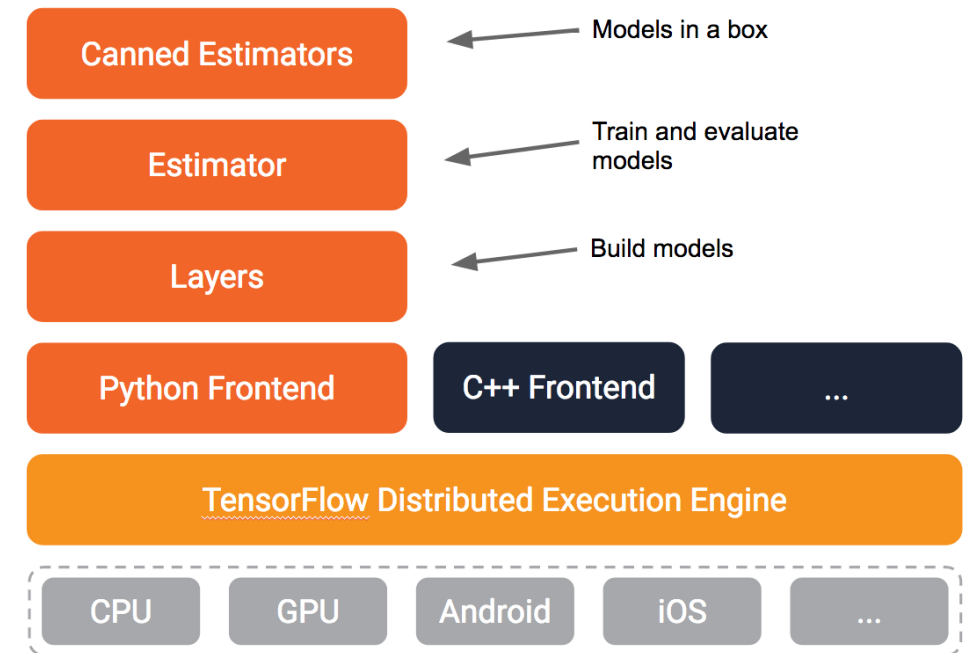 Canned Estimators
Models in a box
Estimator
Train and evaluate
models
Layers
Build models
Python Frontend
C++ Frontend
...
TensorFlow Distributed Execution Engine
CPU
GPU
Android
iOS
...